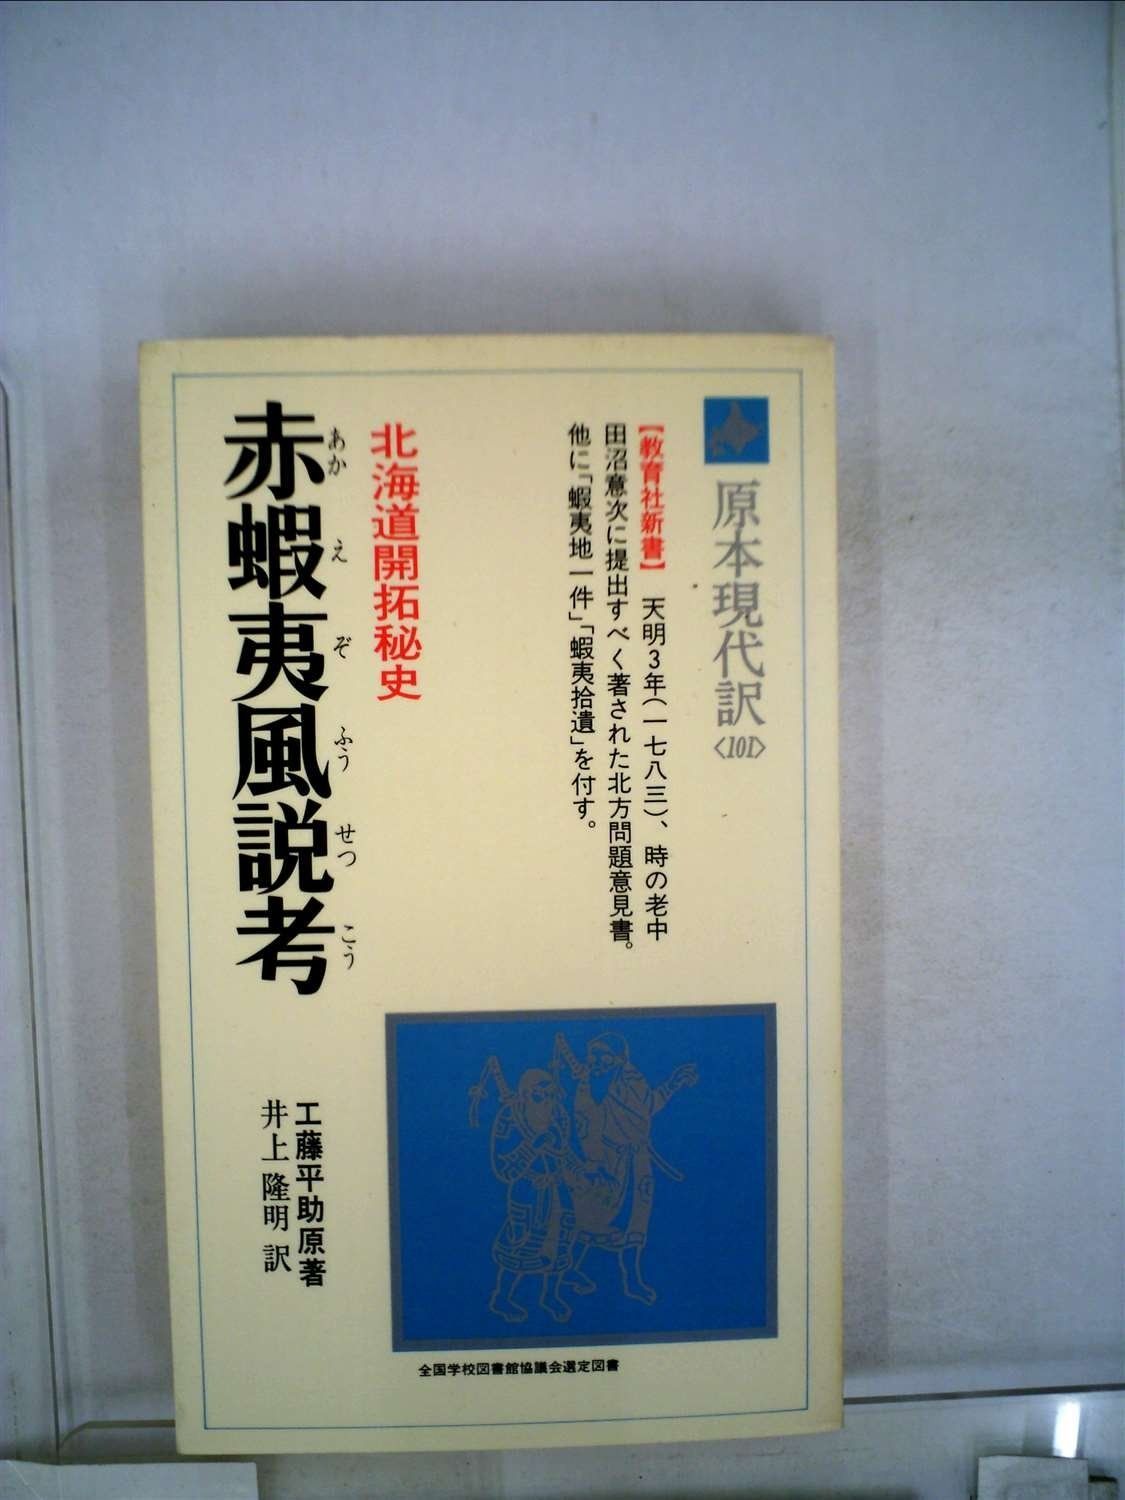 原本現代訳〈101〉
【教育社新書】 天明3年(一七八三)、時の老中
田沼意次に提出すべく著された北方問題意見書。
他に「蝦夷地一件」「蝦夷拾遺」を付す。
北海道開拓秘史
赤蝦夷風説考
あか え ぞ ふう せつ こう
工藤平助原著
井上隆明訳
全国学校図書館協議会選定図書